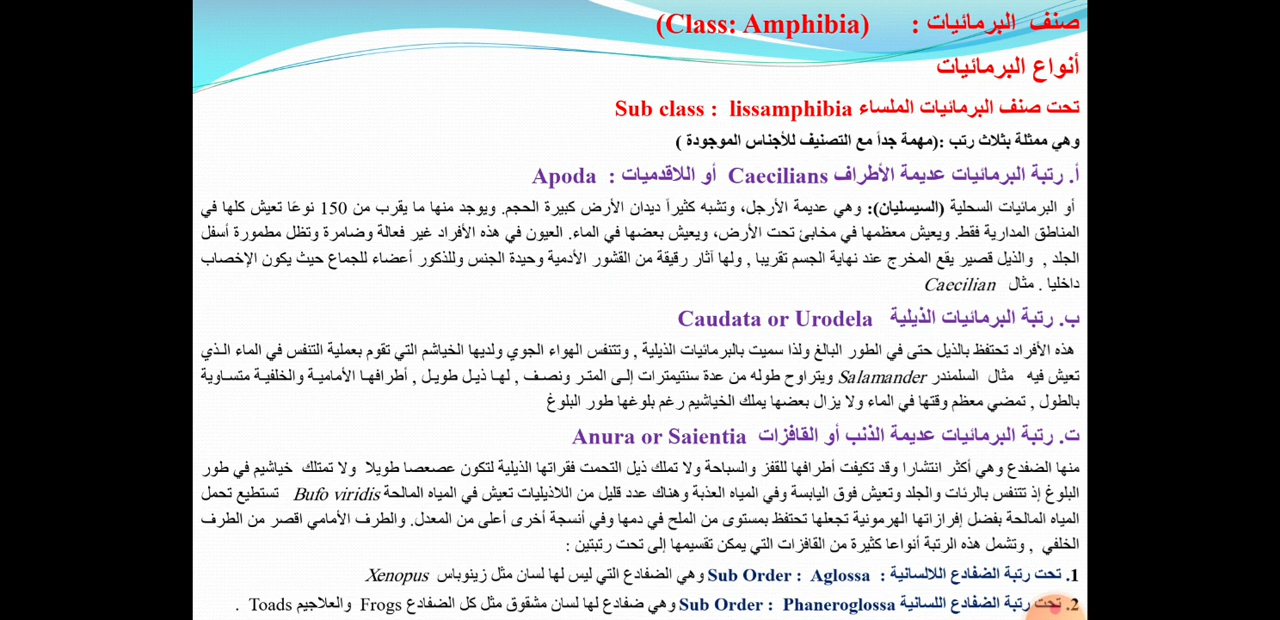 صنف البرمائيات : (Class: Amphibia)
أنواع البرمائيات
تحت صنف البرمائيات الملساء Sub class : lissamphibia
وهي ممثلة بثلاث رتب :(مهمة جداً مع التصنيف للأجناس الموجودة )
أ. رتبة البرمائيات عديمة الأطراف Caecilians أو اللاقدميات : Apoda
أو البرمائيات السحلية (السيسليان): وهي عديمة الأرجل، وتشبه كثيراً ديدان الأرض كبيرة الحجم. ويوجد منها ما يقرب من 150 نوعًا تعيش كلها في
المناطق المدارية فقط. ويعيش معظمها في مخابئ تحت الأرض، ويعيش بعضها في الماء. العيون في هذه الأفراد غير فعالة وضامرة وتظل مطمورة أسفل
الجلد , والذيل قصير يقع المخرج عند نهاية الجسم تقريبا , ولها آثار رقيقة من القشور الأدمية وحيدة الجنس وللذكور أعضاء للجماع حيث يكون الإخصاب
داخليا . مثال Caecilian
ب. رتبة البرمائيات الذيلية Caudata or Urodela
هذه الأفراد تحتفظ بالذيل حتى في الطور البالغ ولذا سميت بالبرمائيات الذيلية , وتتنفس الهواء الجوي ولديها الخياشم التي تقوم بعملية التنفس في الماء الذي
تعيش فيه مثال السلمندر Salamander ويتراوح طوله من عدة سنتيمترات إلى المتر ونصف , لها ذيل طويل , أطرافها الأمامية والخلفية متساوية
بالطول , تمضي معظم وقتها في الماء ولا يزال بعضها يملك الخياشيم رغم بلوغها طور البلوغ
ت. رتبة البرمائيات عديمة الذنب أو القافزات Anura or Saientia
منها الضفدع وهي أكثر انتشارا وقد تكيفت أطرافها للقفز والسباحة ولا تملك ذيل التحمت فقراتها الذيلية لتكون عصعصا طويلا ولا تمتلك خياشيم في طور
البلوغ إذ تتنفس بالرئات والجلد وتعيش فوق اليابسة وفي المياه العذبة وهناك عدد قليل من اللاذيليات تعيش في المياه المالحة Bufo viridis تستطيع تحمل
المياه المالحة بفضل إفرازاتها الهرمونية تجعلها تحتفظ بمستوى من الملح في دمها وفي أنسجة أخرى أعلى من المعدل. والطرف الأمامي اقصر من الطرف
الخلفي , وتشمل هذه الرتبة أنواعا كثيرة من القافزات التي يمكن تقسيمها إلى تحت رتبتين :
1. تحت رتبة الضفادع اللالسانية : Sub Order : Aglossa وهي الضفادع التي ليس لها لسان مثل زينوباس Xenopus
2. تحت رتبة الضفادع اللسانية Sub Order : Phaneroglossa وهي ضفادع لها لسان مشقوق مثل كل الضفادع Frogs والعلاجيم Toads .